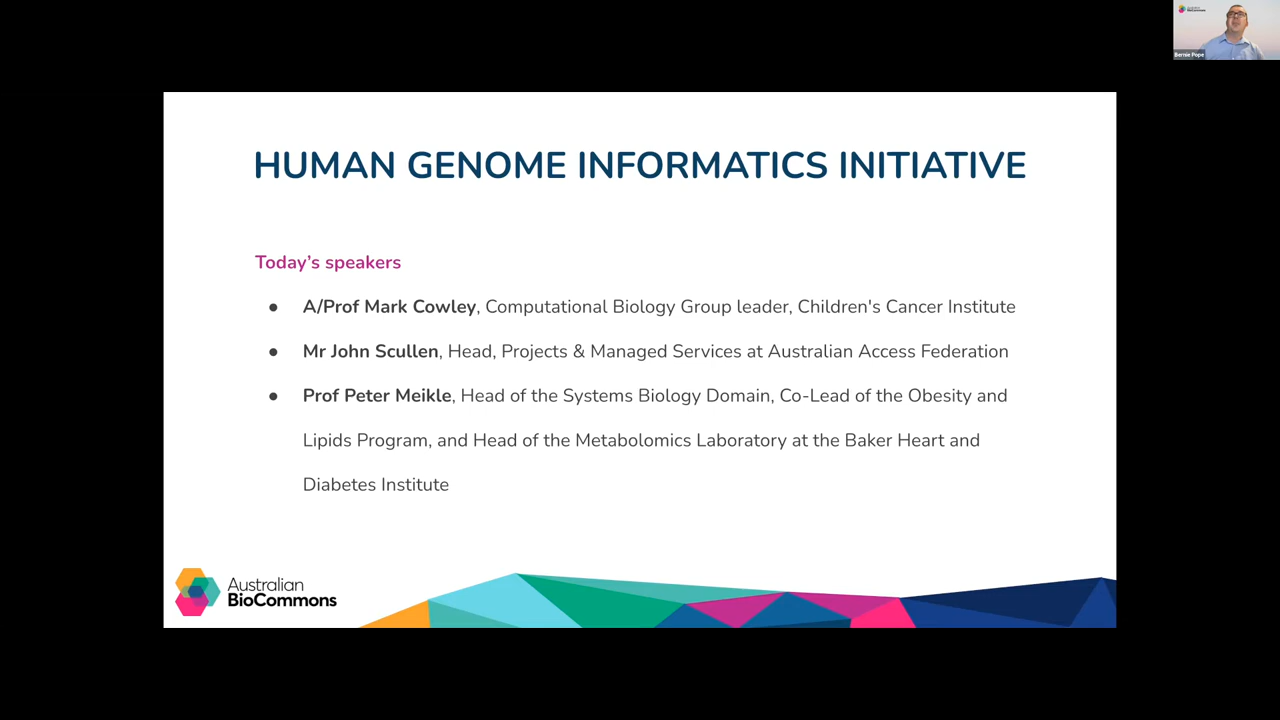 HUMAN GENOME INFORMATICS INITIATIVE
Today's speakers
● A/Prof Mark Cowley, Computational Biology Group leader, Children's Cancer Institute
● Mr John Scullen, Head, Projects & Managed Services at Australian Access Federation
● Prof Peter Meikle, Head of the Systems Biology Domain, Co-Lead of the Obesity and
Lipids Program, and Head of the Metabolomics Laboratory at the Baker Heart and
Diabetes Institute
Australian
BioCommons
BioCommons
Bernie Pope